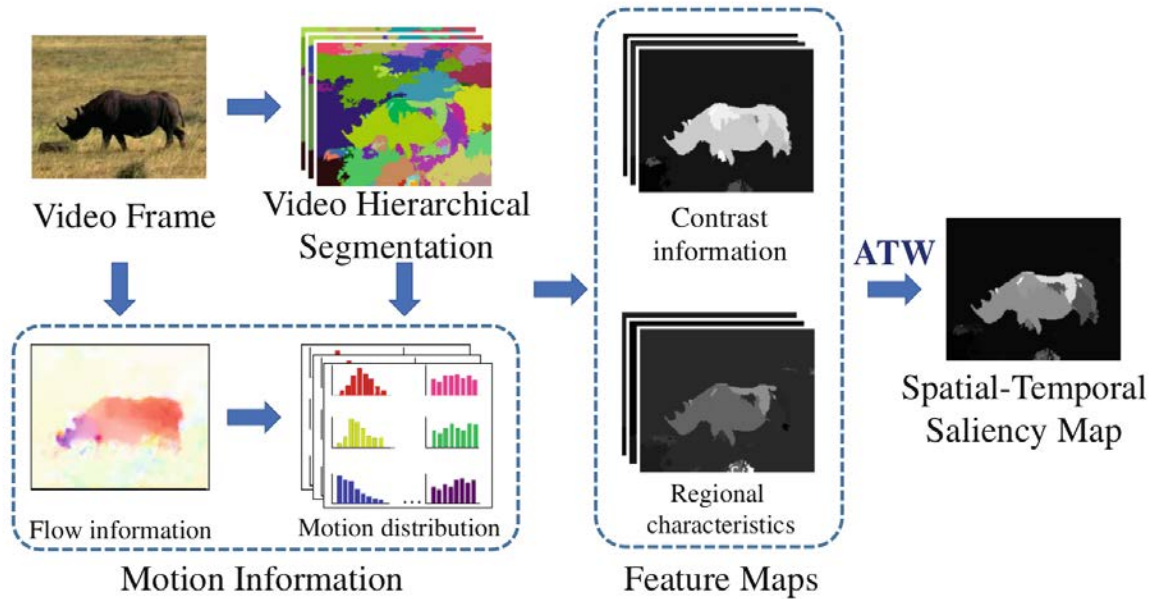 Video Frame
Video Hierarchical
Segmentation
Flow information
Motion distribution
...
Motion Information
Contrast
information
Regional
characteristics
Feature Maps
ATW
Spatial-Temporal
Saliency Map